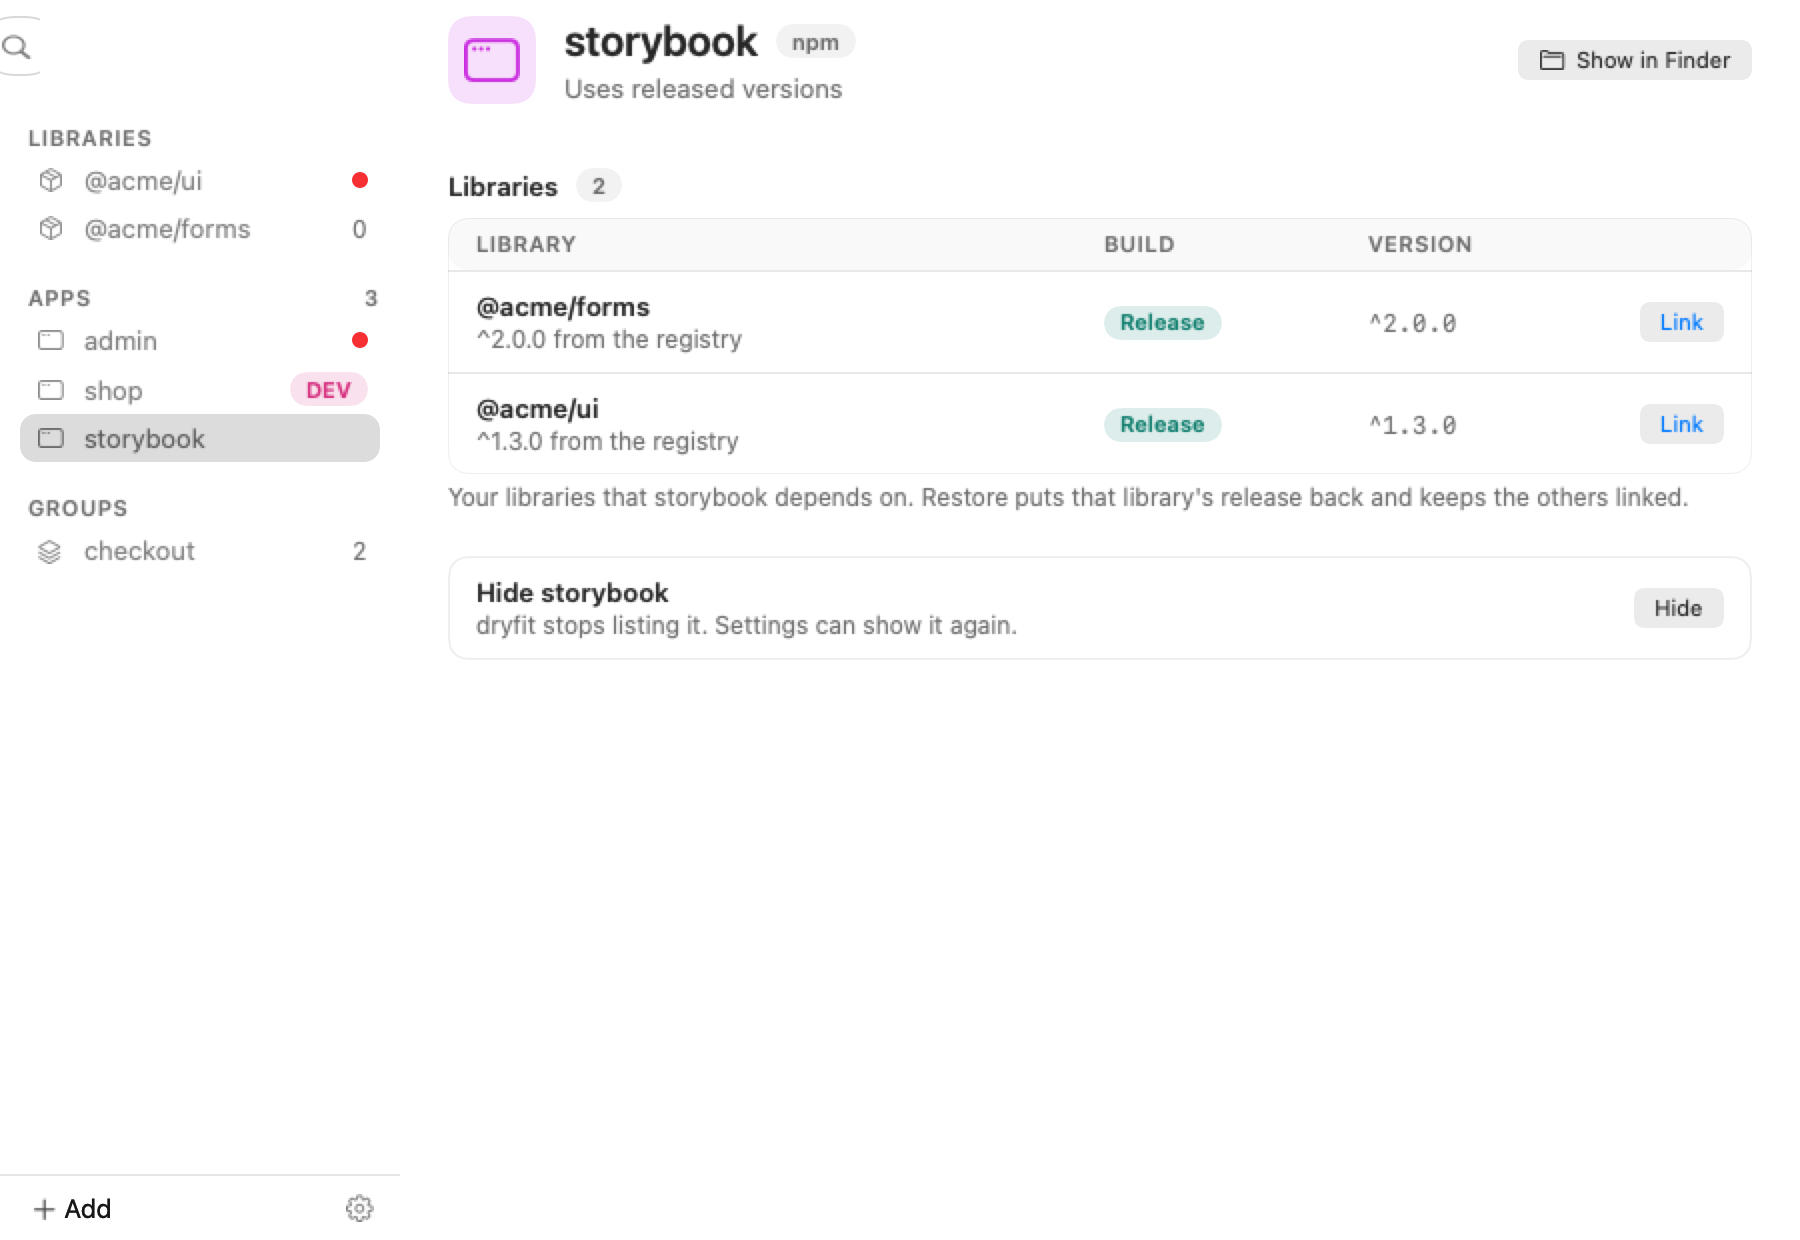 LIBRARIES
@acme/ui
@acme/forms 0
APPS 3
admin
shop DEV
storybook
GROUPS
checkout 2
+ Add
storybook npm
Uses released versions
Show in Finder
Libraries 2
LIBRARY BUILD VERSION
@acme/forms
^2.0.0 from the registry
Release ^2.0.0 Link
@acme/ui
^1.3.0 from the registry
Release ^1.3.0 Link
Your libraries that storybook depends on. Restore puts that library's release back and keeps the others linked.
Hide storybook
dryfit stops listing it. Settings can show it again.
Hide